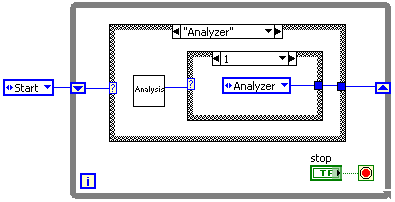 "Analyzer"
1
Start
?
Analysis
?
Analyzer
stop
TF
i